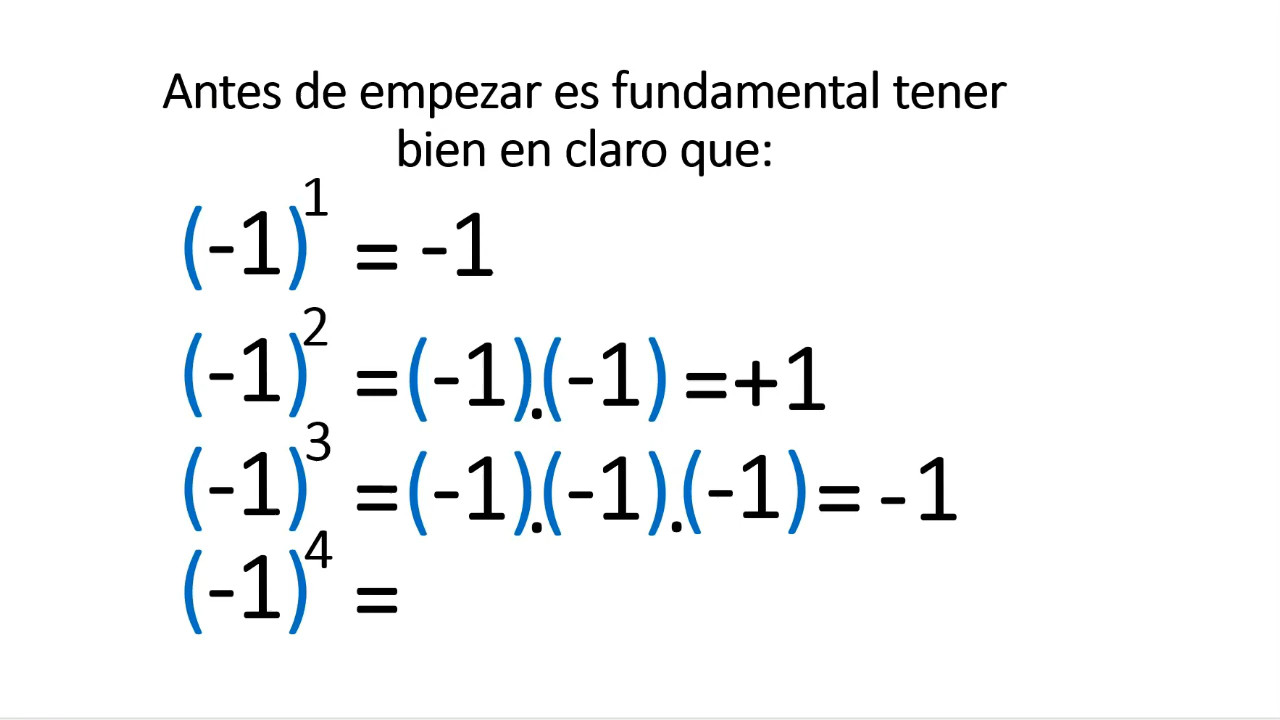 Antes de empezar es fundamental tener
bien en claro que:
(-1)¹ = -1
(-1)² =(-1).(-1) =+1
(-1)³ =(-1).(-1).(-1)= -1
(-1)⁴ =